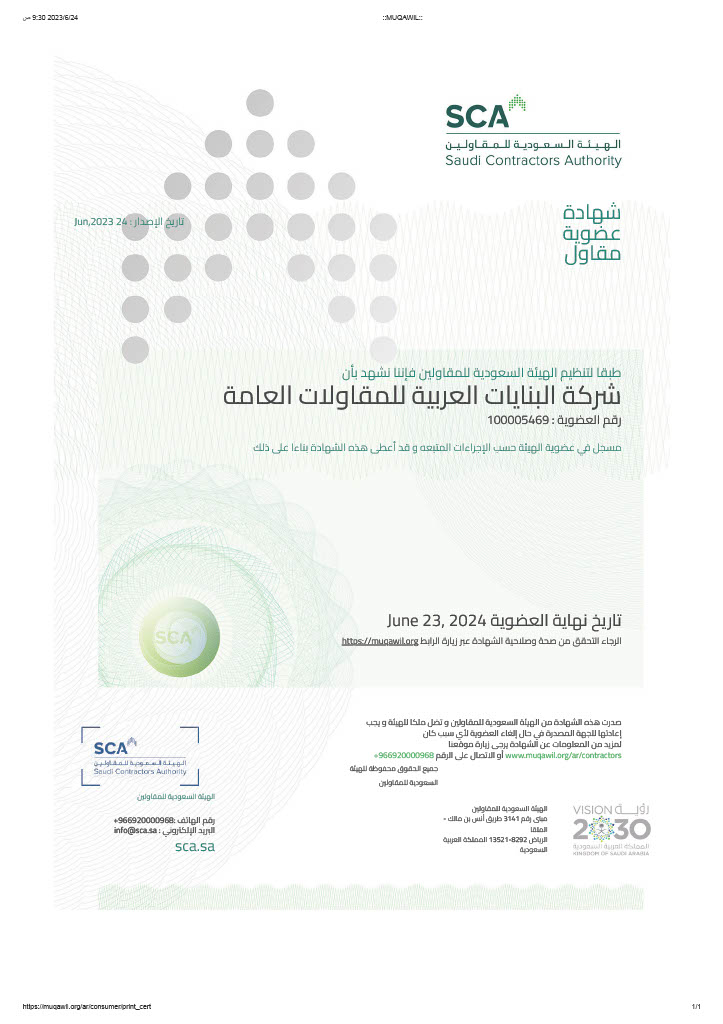 2023/6/24 9:30 ص
::MUQAWIL::
SCA
الـهـيـئـة الـسـعـوديـة للـمـقـاولـيـن
Saudi Contractors Authority
شهادة
عضوية
مقاول
تاريخ الإصدار : 24 Jun,2023
طبقا لتنظيم الهيئة السعودية للمقاولين فإننا نشهد بأن
شركة البنايات العربية للمقاولات العامة
رقم العضوية : 100005469
مسجل في عضوية الهيئة حسب الإجراءات المتبعه و قد أعطى هذه الشهادة بناءا على ذلك
تاريخ نهاية العضوية June 23, 2024
الرجاء التحقق من صحة وصلاحية الشهادة عبر زيارة الرابط https://muqawil.org
SCA
صدرت هذه الشهادة من الهيئة السعودية للمقاولين و تضل ملكا للهيئة و يجب
إعادتها للجهة المصدرة في حال إلغاء العضوية لأي سبب كان
لمزيد من المعلومات عن الشهادة يرجى زيارة موقعنا
www.muqawil.org/ar/contractors أو الاتصال على الرقم 966920000968+
جميع الحقوق محفوظة للهيئة
السعودية للمقاولين
SCA
الـهـيـئـة الـسـعـوديـة للـمـقـاولـيـن
Saudi Contractors Authority
الهيئة السعودية للمقاولين
رقم الهاتف :966920000968+
البريد الإلكتروني : info@sca.sa
sca.sa
الهيئة السعودية للمقاولين
مبنى رقم 3141 طريق أنس بن مالك -
الملقا
الرياض 8292-13521 المملكة العربية
السعودية
VISION رؤيـــة
2030
المملكة العربية السعودية
KINGDOM OF SAUDI ARABIA
https://muqawil.org/ar/consumer/print_cert
1/1